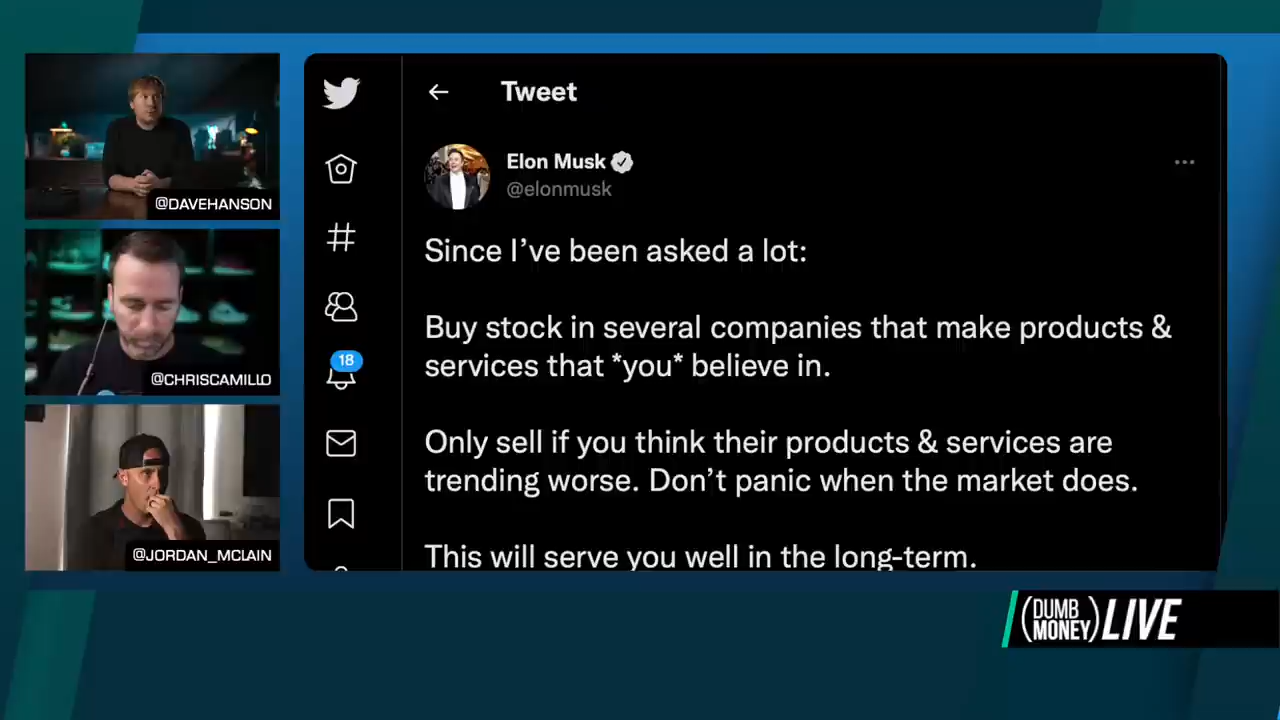 @DAVEHANSON
@CHRISCAMILLO
@JORDAN_MCLAIN
Tweet
Elon Musk
@elonmusk
18
Since I’ve been asked a lot:
Buy stock in several companies that make products &
services that *you* believe in.
Only sell if you think their products & services are
trending worse. Don’t panic when the market does.
This will serve you well in the long-term.
(DUMB
MONEY) LIVE